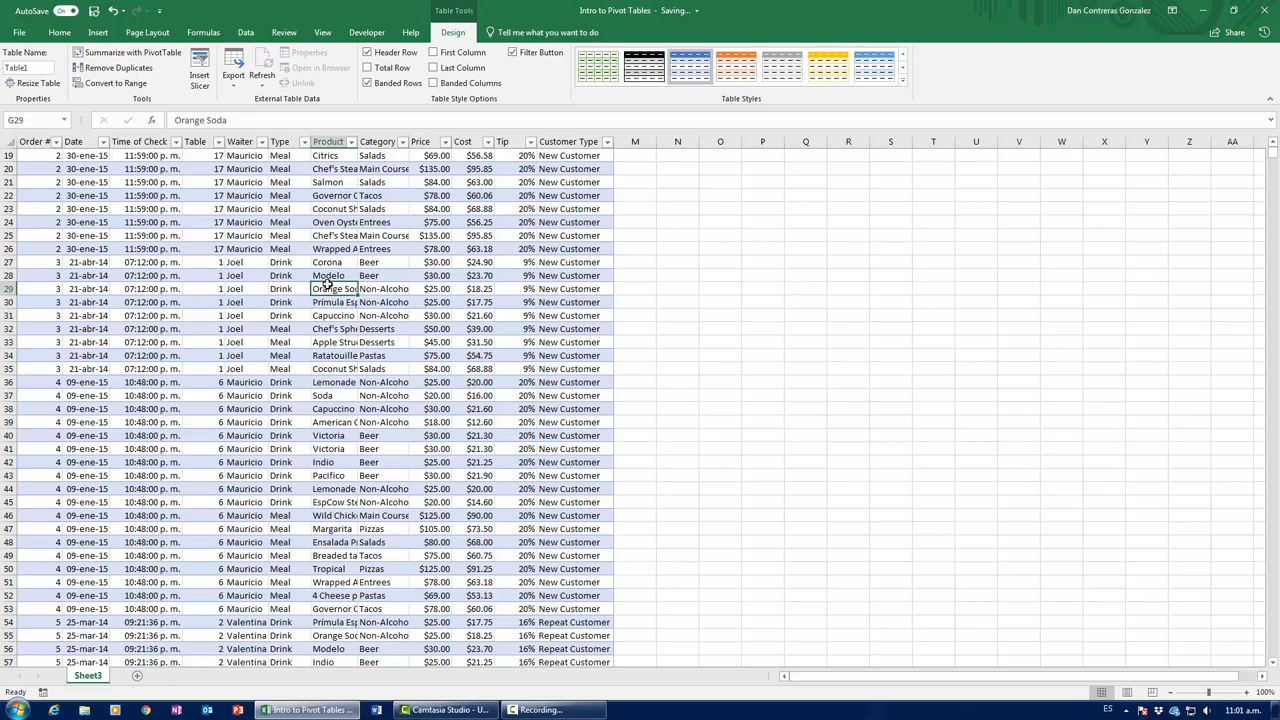 AutoSave On
Table Tools
Intro to Pivot Tables - Saving...
Dan Contreras Gonzalez
File Home Insert Page Layout Formulas Data Review View Developer Help Design Tell me what you want to do
Share
Table Name:
Table1
Resize Table
Properties
Summarize with PivotTable
Remove Duplicates
Convert to Range
Insert Slicer
Tools
Export
Refresh
Properties
Open in Browser
Unlink
External Table Data
Header Row First Column Filter Button
Total Row Last Column
Banded Rows Banded Columns
Table Style Options
Table Styles
G29 Orange Soda
Order # Date Time of Check Table Waiter Type Product Category Price Cost Tip Customer Type M N O P Q R S T U V W X Y Z AA
19 2 30-ene-15 11:59:00 p. m. 17 Mauricio Meal Citrics Salads $69.00 $56.58 20% New Customer
20 2 30-ene-15 11:59:00 p. m. 17 Mauricio Meal Chef's Stea Main Course $135.00 $95.85 20% New Customer
21 2 30-ene-15 11:59:00 p. m. 17 Mauricio Meal Salmon Salads $84.00 $63.00 20% New Customer
22 2 30-ene-15 11:59:00 p. m. 17 Mauricio Meal Governor C Tacos $78.00 $60.06 20% New Customer
23 2 30-ene-15 11:59:00 p. m. 17 Mauricio Meal Coconut Sh Salads $84.00 $68.88 20% New Customer
24 2 30-ene-15 11:59:00 p. m. 17 Mauricio Meal Oven Oyste Entrees $75.00 $56.25 20% New Customer
25 2 30-ene-15 11:59:00 p. m. 17 Mauricio Meal Chef's Stea Main Course $135.00 $95.85 20% New Customer
26 2 30-ene-15 11:59:00 p. m. 17 Mauricio Meal Wrapped A Entrees $78.00 $63.18 20% New Customer
27 3 21-abr-14 07:12:00 p. m. 1 Joel Drink Corona Beer $30.00 $24.90 9% New Customer
28 3 21-abr-14 07:12:00 p. m. 1 Joel Drink Modelo Beer $30.00 $23.70 9% New Customer
29 3 21-abr-14 07:12:00 p. m. 1 Joel Drink Orange Sod Non-Alcoho $25.00 $18.25 9% New Customer
30 3 21-abr-14 07:12:00 p. m. 1 Joel Drink Prímula Esp Non-Alcoho $25.00 $17.75 9% New Customer
31 3 21-abr-14 07:12:00 p. m. 1 Joel Drink Capuccino Non-Alcoho $30.00 $21.60 9% New Customer
32 3 21-abr-14 07:12:00 p. m. 1 Joel Meal Chef's Sphe Desserts $50.00 $39.00 9% New Customer
33 3 21-abr-14 07:12:00 p. m. 1 Joel Meal Apple Struc Desserts $45.00 $31.50 9% New Customer
34 3 21-abr-14 07:12:00 p. m. 1 Joel Meal Ratatouille Pastas $75.00 $54.75 9% New Customer
35 3 21-abr-14 07:12:00 p. m. 1 Joel Meal Coconut Sh Salads $84.00 $68.88 9% New Customer
36 4 09-ene-15 10:48:00 p. m. 6 Mauricio Drink Lemonade Non-Alcoho $25.00 $20.00 20% New Customer
37 4 09-ene-15 10:48:00 p. m. 6 Mauricio Drink Soda Non-Alcoho $20.00 $16.00 20% New Customer
38 4 09-ene-15 10:48:00 p. m. 6 Mauricio Drink Capuccino Non-Alcoho $30.00 $21.60 20% New Customer
39 4 09-ene-15 10:48:00 p. m. 6 Mauricio Drink American C Non-Alcoho $18.00 $12.60 20% New Customer
40 4 09-ene-15 10:48:00 p. m. 6 Mauricio Drink Victoria Beer $30.00 $21.30 20% New Customer
41 4 09-ene-15 10:48:00 p. m. 6 Mauricio Drink Victoria Beer $30.00 $21.30 20% New Customer
42 4 09-ene-15 10:48:00 p. m. 6 Mauricio Drink Indio Beer $25.00 $21.25 20% New Customer
43 4 09-ene-15 10:48:00 p. m. 6 Mauricio Drink Pacifico Beer $30.00 $21.90 20% New Customer
44 4 09-ene-15 10:48:00 p. m. 6 Mauricio Drink Lemonade Non-Alcoho $25.00 $20.00 20% New Customer
45 4 09-ene-15 10:48:00 p. m. 6 Mauricio Drink EspCow Ste Non-Alcoho $20.00 $14.60 20% New Customer
46 4 09-ene-15 10:48:00 p. m. 6 Mauricio Meal Wild Chick Main Course $125.00 $90.00 20% New Customer
47 4 09-ene-15 10:48:00 p. m. 6 Mauricio Meal Margarita Pizzas $105.00 $73.50 20% New Customer
48 4 09-ene-15 10:48:00 p. m. 6 Mauricio Meal Ensalada Pr Salads $80.00 $68.00 20% New Customer
49 4 09-ene-15 10:48:00 p. m. 6 Mauricio Meal Breaded ta Tacos $75.00 $60.75 20% New Customer
50 4 09-ene-15 10:48:00 p. m. 6 Mauricio Meal Tropical Pizzas $125.00 $91.25 20% New Customer
51 4 09-ene-15 10:48:00 p. m. 6 Mauricio Meal Wrapped A Entrees $78.00 $63.18 20% New Customer
52 4 09-ene-15 10:48:00 p. m. 6 Mauricio Meal 4 Cheese p Pastas $69.00 $53.13 20% New Customer
53 4 09-ene-15 10:48:00 p. m. 6 Mauricio Meal Governor C Tacos $78.00 $60.06 20% New Customer
54 5 25-mar-14 09:21:36 p. m. 2 Valentina Drink Prímula Esp Non-Alcoho $25.00 $17.75 16% Repeat Customer
55 5 25-mar-14 09:21:36 p. m. 2 Valentina Drink Orange Sod Non-Alcoho $25.00 $18.25 16% Repeat Customer
56 5 25-mar-14 09:21:36 p. m. 2 Valentina Drink Modelo Beer $30.00 $23.70 16% Repeat Customer
57 5 25-mar-14 09:21:36 p. m. 2 Valentina Drink Indio Beer $25.00 $21.25 16% Repeat Customer
Sheet3
Ready
100%
Intro to Pivot Tables ...
Camtasia Studio - U...
Recording...
ES
11:01 a.m.